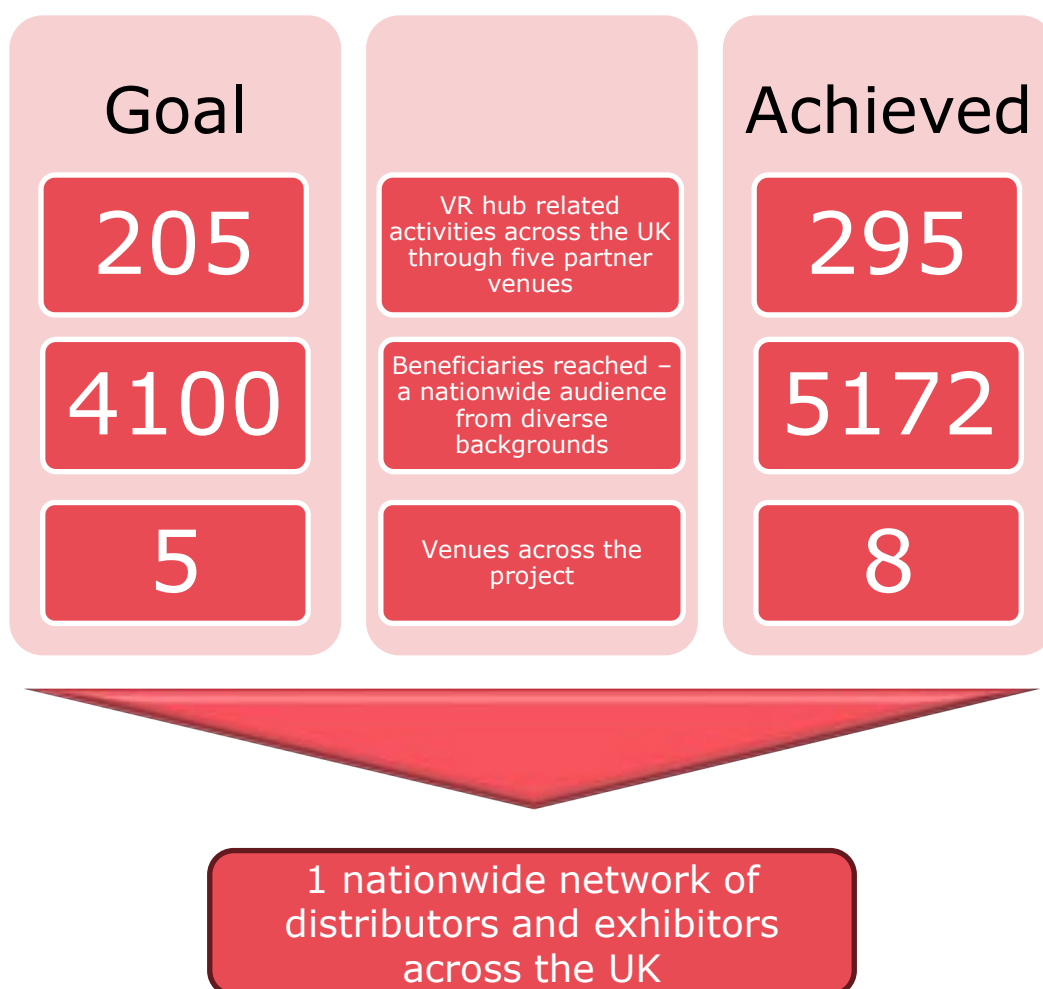 Goal
Achieved
205
VR hub related
activities across the UK
through five partner
venues
295
4100
Beneficiaries reached –
a nationwide audience
from diverse
backgrounds
5172
5
Venues across the
project
8
1 nationwide network of
distributors and exhibitors
across the UK